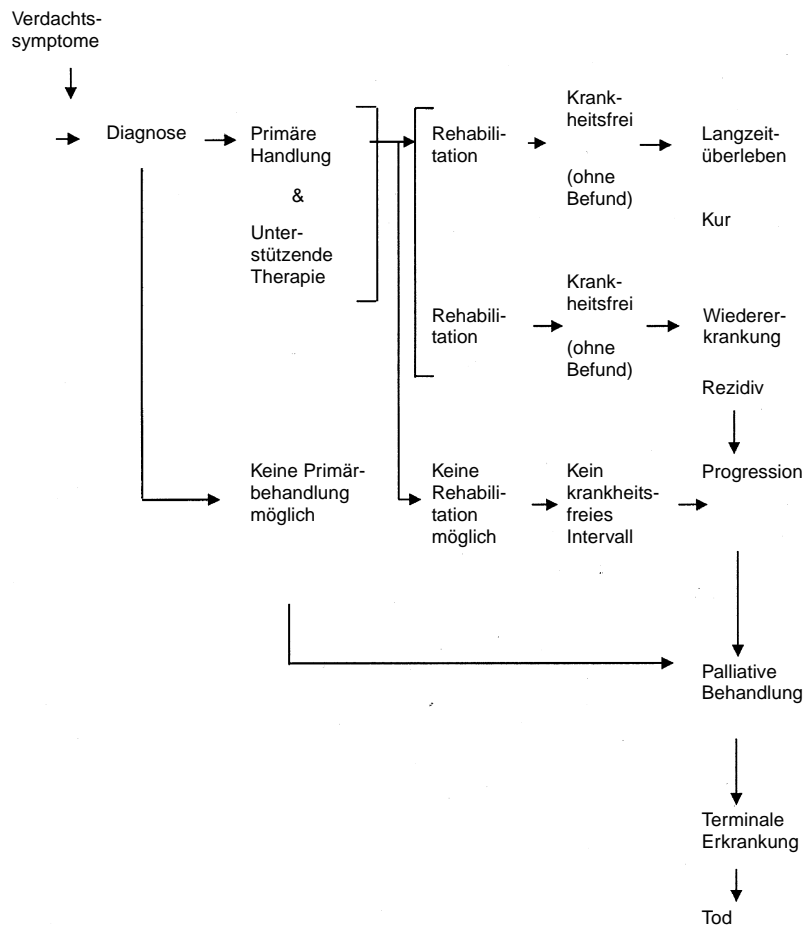 Verdachts-
symptome
Diagnose
Primäre
Handlung
&
Unter-
stützende
Therapie
Rehabili-
tation
Krank-
heitsfrei
(ohne
Befund)
Langzeit-
überleben
Kur
Rehabili-
tation
Krank-
heitsfrei
(ohne
Befund)
Wiederer-
krankung
Rezidiv
Keine Primär-
behandlung
möglich
Keine
Rehabili-
tation
möglich
Kein
krankheits-
freies
Intervall
Progression
Palliative
Behandlung
Terminale
Erkrankung
Tod